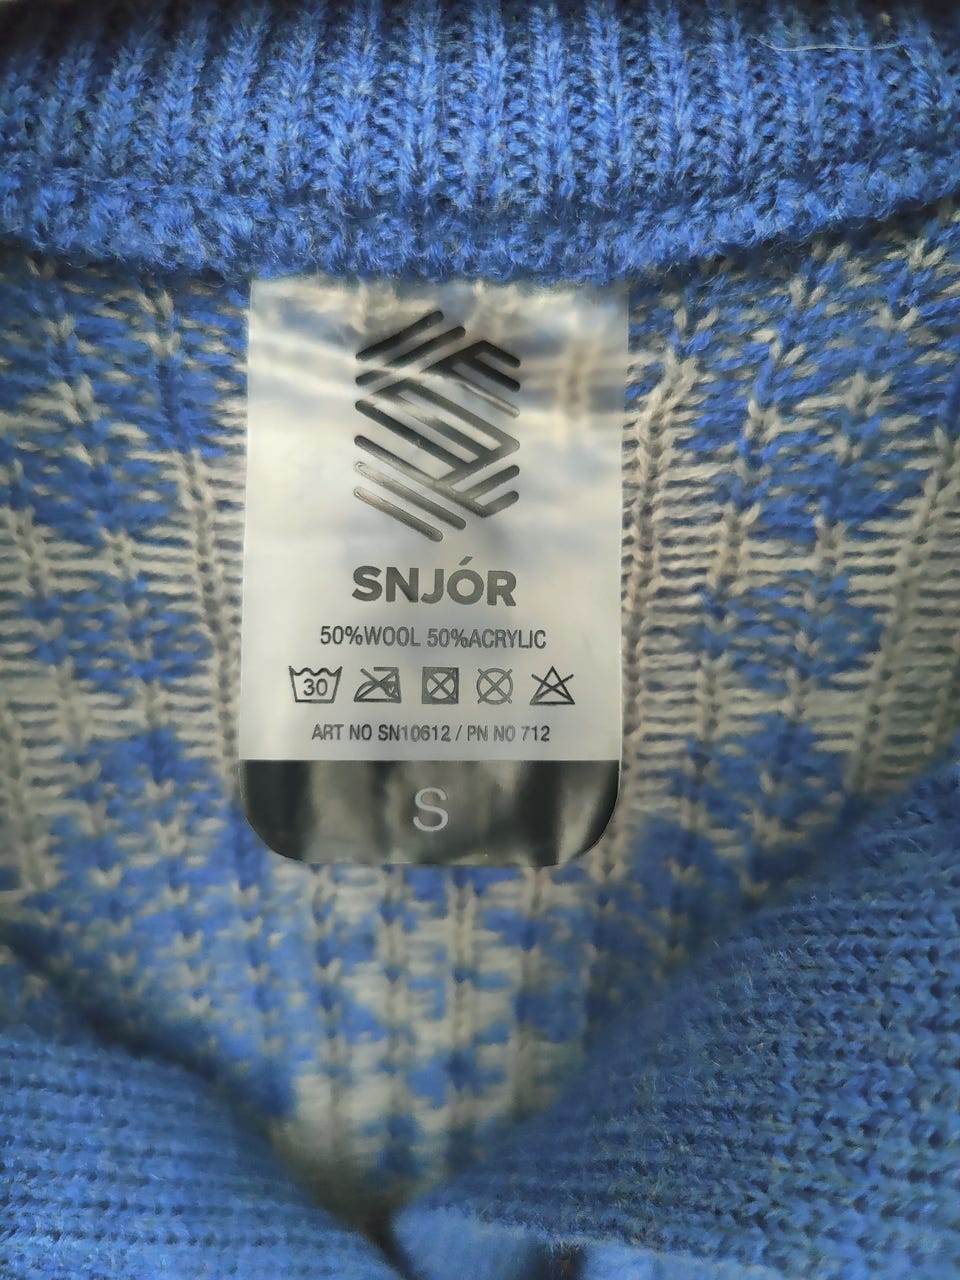 SNJÓR
50%WOOL 50%ACRYLIC
30
ART NO SN10612 / PN NO 712
S